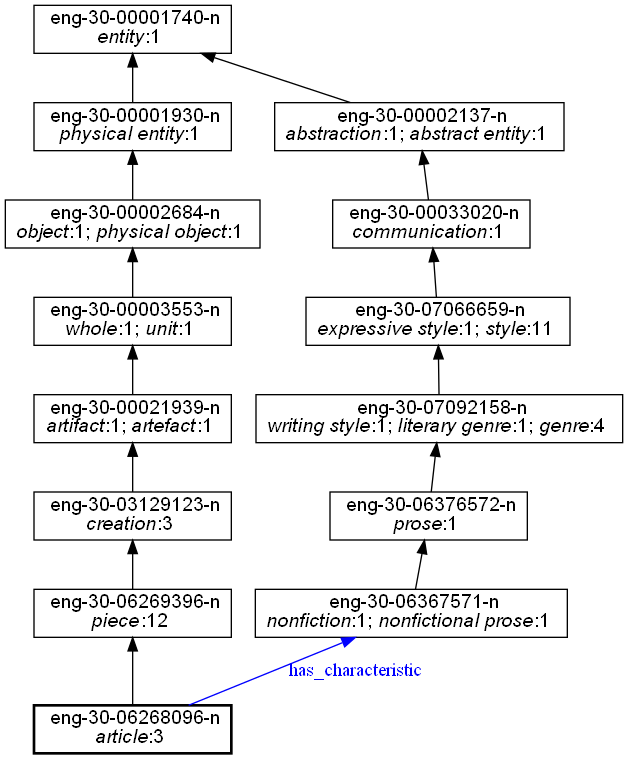 eng-30-00001740-n
entity:1
eng-30-00001930-n
physical entity:1
eng-30-00002137-n
abstraction:1; abstract entity:1
eng-30-00002684-n
object:1; physical object:1
eng-30-00033020-n
communication:1
eng-30-00003553-n
whole:1; unit:1
eng-30-07066659-n
expressive style:1; style:11
eng-30-00021939-n
artifact:1; artefact:1
eng-30-07092158-n
writing style:1; literary genre:1; genre:4
eng-30-03129123-n
creation:3
eng-30-06376572-n
prose:1
eng-30-06269396-n
piece:12
eng-30-06367571-n
nonfiction:1; nonfictional prose:1
has_characteristic
eng-30-06268096-n
article:3